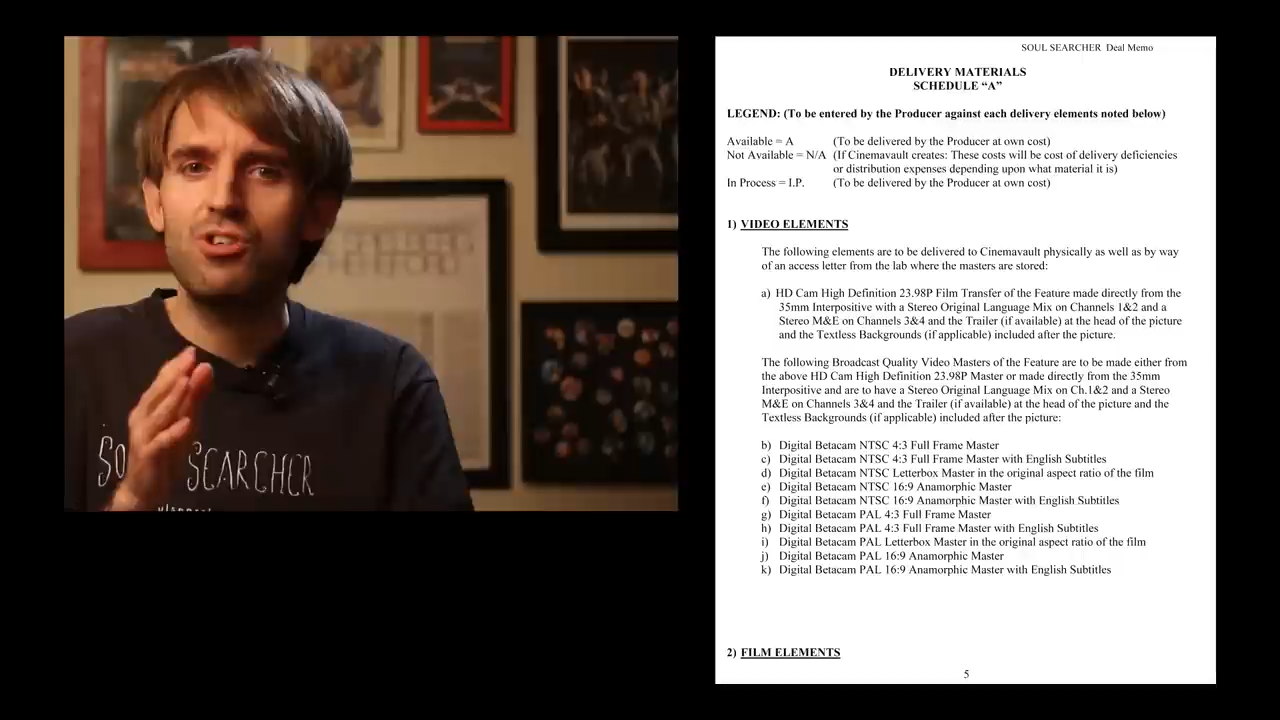 SOUL SEARCHER
SOUL SEARCHER Deal Memo
DELIVERY MATERIALS
SCHEDULE “A”
LEGEND: (To be entered by the Producer against each delivery elements noted below)
Available = A (To be delivered by the Producer at own cost)
Not Available = N/A (If Cinemavault creates: These costs will be cost of delivery deficiencies
or distribution expenses depending upon what material it is)
In Process = I.P. (To be delivered by the Producer at own cost)
1) VIDEO ELEMENTS
The following elements are to be delivered to Cinemavault physically as well as by way
of an access letter from the lab where the masters are stored:
a) HD Cam High Definition 23.98P Film Transfer of the Feature made directly from the
35mm Interpositive with a Stereo Original Language Mix on Channels 1&2 and a
Stereo M&E on Channels 3&4 and the Trailer (if available) at the head of the picture
and the Textless Backgrounds (if applicable) included after the picture.
The following Broadcast Quality Video Masters of the Feature are to be made either from
the above HD Cam High Definition 23.98P Master or made directly from the 35mm
Interpositive and are to have a Stereo Original Language Mix on Ch.1&2 and a Stereo
M&E on Channels 3&4 and the Trailer (if available) at the head of the picture and the
Textless Backgrounds (if applicable) included after the picture:
b) Digital Betacam NTSC 4:3 Full Frame Master
c) Digital Betacam NTSC 4:3 Full Frame Master with English Subtitles
d) Digital Betacam NTSC Letterbox Master in the original aspect ratio of the film
e) Digital Betacam NTSC 16:9 Anamorphic Master
f) Digital Betacam NTSC 16:9 Anamorphic Master with English Subtitles
g) Digital Betacam PAL 4:3 Full Frame Master
h) Digital Betacam PAL 4:3 Full Frame Master with English Subtitles
i) Digital Betacam PAL Letterbox Master in the original aspect ratio of the film
j) Digital Betacam PAL 16:9 Anamorphic Master
k) Digital Betacam PAL 16:9 Anamorphic Master with English Subtitles
2) FILM ELEMENTS
5